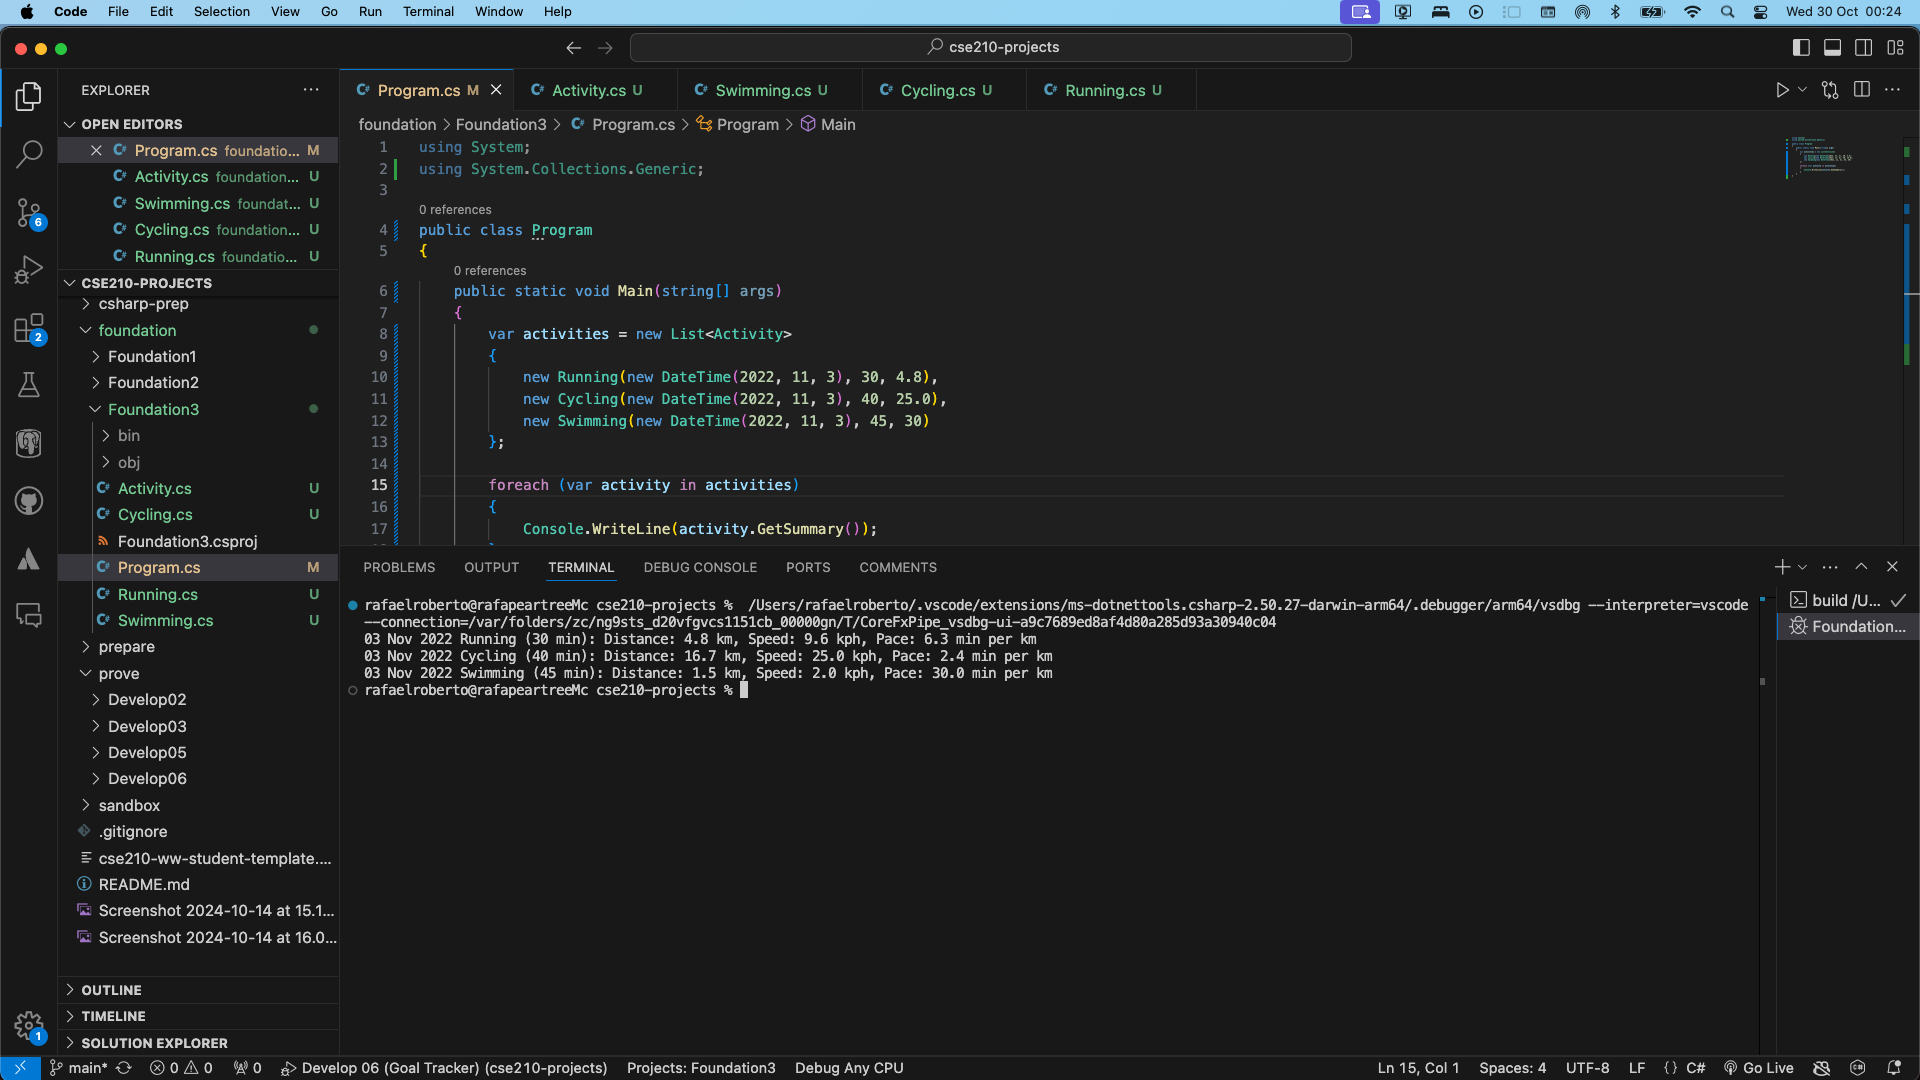 Code File Edit Selection View Go Run Terminal Window Help Wed 30 Oct 00:24
cse210-projects
EXPLORER
OPEN EDITORS
Program.cs foundatio... M
Activity.cs foundation... U
Swimming.cs foundat... U
Cycling.cs foundation... U
Running.cs foundatio... U
CSE210-PROJECTS
csharp-prep
foundation
Foundation1
Foundation2
Foundation3
bin
obj
Activity.cs U
Cycling.cs U
Foundation3.csproj
Program.cs M
Running.cs U
Swimming.cs U
prepare
prove
Develop02
Develop03
Develop05
Develop06
sandbox
.gitignore
cse210-ww-student-template....
README.md
Screenshot 2024-10-14 at 15.1...
Screenshot 2024-10-14 at 16.0...
OUTLINE
TIMELINE
SOLUTION EXPLORER
6
2
1
Program.cs M Activity.cs U Swimming.cs U Cycling.cs U Running.cs U
foundation > Foundation3 > Program.cs > Program > Main
1 using System;
2 using System.Collections.Generic;
3
0 references
4 public class Program
5 {
0 references
6 public static void Main(string[] args)
7 {
8 var activities = new List<Activity>
9 {
10 new Running(new DateTime(2022, 11, 3), 30, 4.8),
11 new Cycling(new DateTime(2022, 11, 3), 40, 25.0),
12 new Swimming(new DateTime(2022, 11, 3), 45, 30)
13 };
14
15 foreach (var activity in activities)
16 {
17 Console.WriteLine(activity.GetSummary());
PROBLEMS OUTPUT TERMINAL DEBUG CONSOLE PORTS COMMENTS
rafaelroberto@rafapeartreeMc cse210-projects % /Users/rafaelroberto/.vscode/extensions/ms-dotnettools.csharp-2.50.27-darwin-arm64/.debugger/arm64/vsdbg --interpreter=vscode
--connection=/var/folders/zc/ng9sts_d20vfgvcs1151cb_00000gn/T/CoreFxPipe_vsdbg-ui-a9c7689ed8af4d80a285d93a30940c04
03 Nov 2022 Running (30 min): Distance: 4.8 km, Speed: 9.6 kph, Pace: 6.3 min per km
03 Nov 2022 Cycling (40 min): Distance: 16.7 km, Speed: 25.0 kph, Pace: 2.4 min per km
03 Nov 2022 Swimming (45 min): Distance: 1.5 km, Speed: 2.0 kph, Pace: 30.0 min per km
rafaelroberto@rafapeartreeMc cse210-projects %
build /U...
Foundation...
main* 0 0 0 Develop 06 (Goal Tracker) (cse210-projects) Projects: Foundation3 Debug Any CPU Ln 15, Col 1 Spaces: 4 UTF-8 LF {} C# Go Live